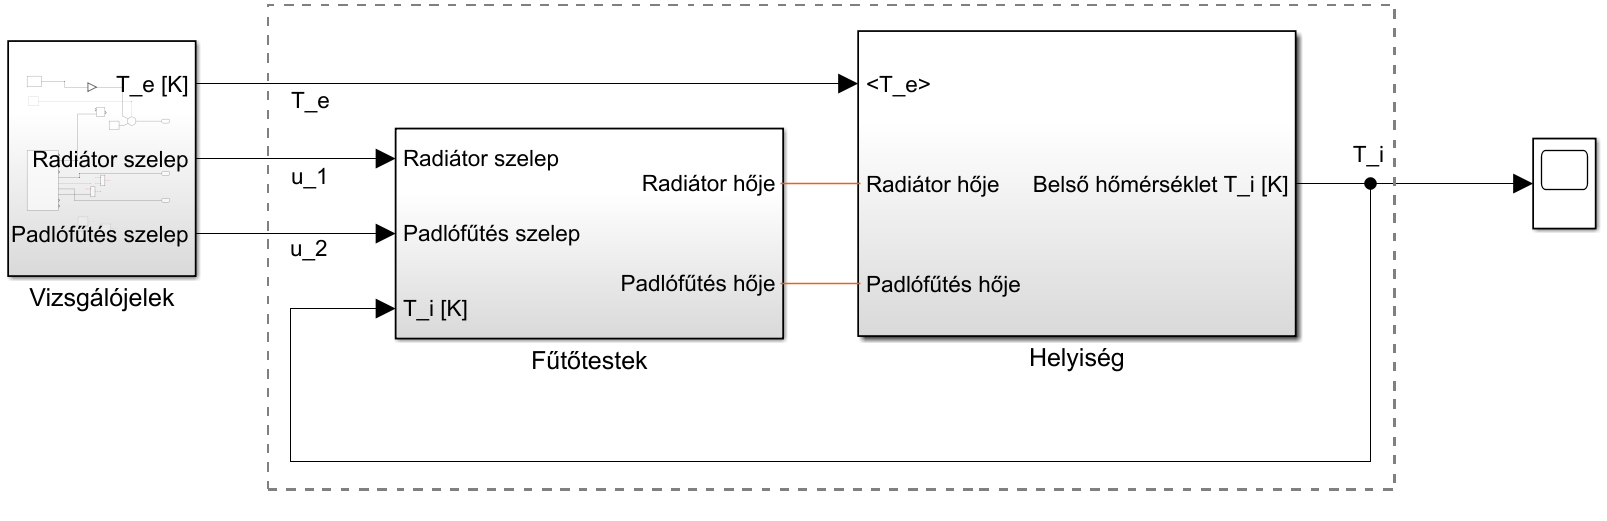 T_e [K]
Radiátor szelep
Padlófűtés szelep
Vizsgálójelek
T_e
u_1
u_2
Radiátor szelep
Padlófűtés szelep
T_i [K]
Radiátor hője
Padlófűtés hője
Fűtőtestek
<T_e>
Radiátor hője
Padlófűtés hője
Belső hőmérséklet T_i [K]
Helyiség
T_i